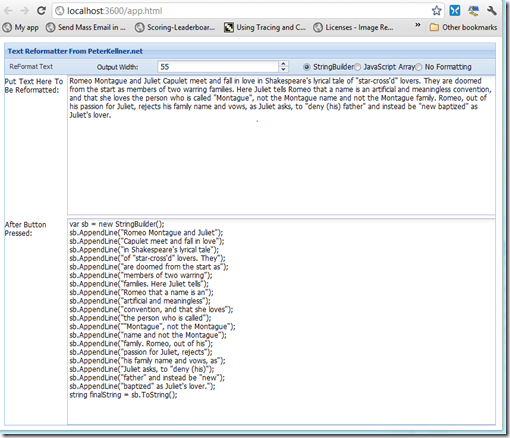 localhost:3600/app.html
My app
Send Mass Email in ...
Scoring-Leaderboar...
Using Tracing and C...
Licenses - Image Re...
»
Other bookmarks
Text Reformatter From PeterKellner.net
ReFormat Text Output Width: 55 StringBuilder JavaScript Array No Formatting
Put Text Here To
Be Reformatted:
Romeo Montague and Juliet Capulet meet and fall in love in Shakespeare's lyrical tale of "star-cross'd" lovers. They are doomed
from the start as members of two warring families. Here Juliet tells Romeo that a name is an artificial and meaningless convention,
and that she loves the person who is called "Montague", not the Montague name and not the Montague family. Romeo, out of
his passion for Juliet, rejects his family name and vows, as Juliet asks, to "deny (his) father" and instead be "new baptized" as
Juliet's lover.
After Button
Pressed:
var sb = new StringBuilder();
sb.AppendLine("Romeo Montague and Juliet");
sb.AppendLine("Capulet meet and fall in love");
sb.AppendLine("in Shakespeare's lyrical tale");
sb.AppendLine("of "star-cross'd" lovers. They");
sb.AppendLine("are doomed from the start as");
sb.AppendLine("members of two warring");
sb.AppendLine("families. Here Juliet tells");
sb.AppendLine("Romeo that a name is an");
sb.AppendLine("artificial and meaningless");
sb.AppendLine("convention, and that she loves");
sb.AppendLine("the person who is called");
sb.AppendLine(""Montague", not the Montague");
sb.AppendLine("name and not the Montague");
sb.AppendLine("family. Romeo, out of his");
sb.AppendLine("passion for Juliet, rejects");
sb.AppendLine("his family name and vows, as");
sb.AppendLine("Juliet asks, to "deny (his)");
sb.AppendLine("father" and instead be "new");
sb.AppendLine("baptized" as Juliet's lover.");
string finalString = sb.ToString();